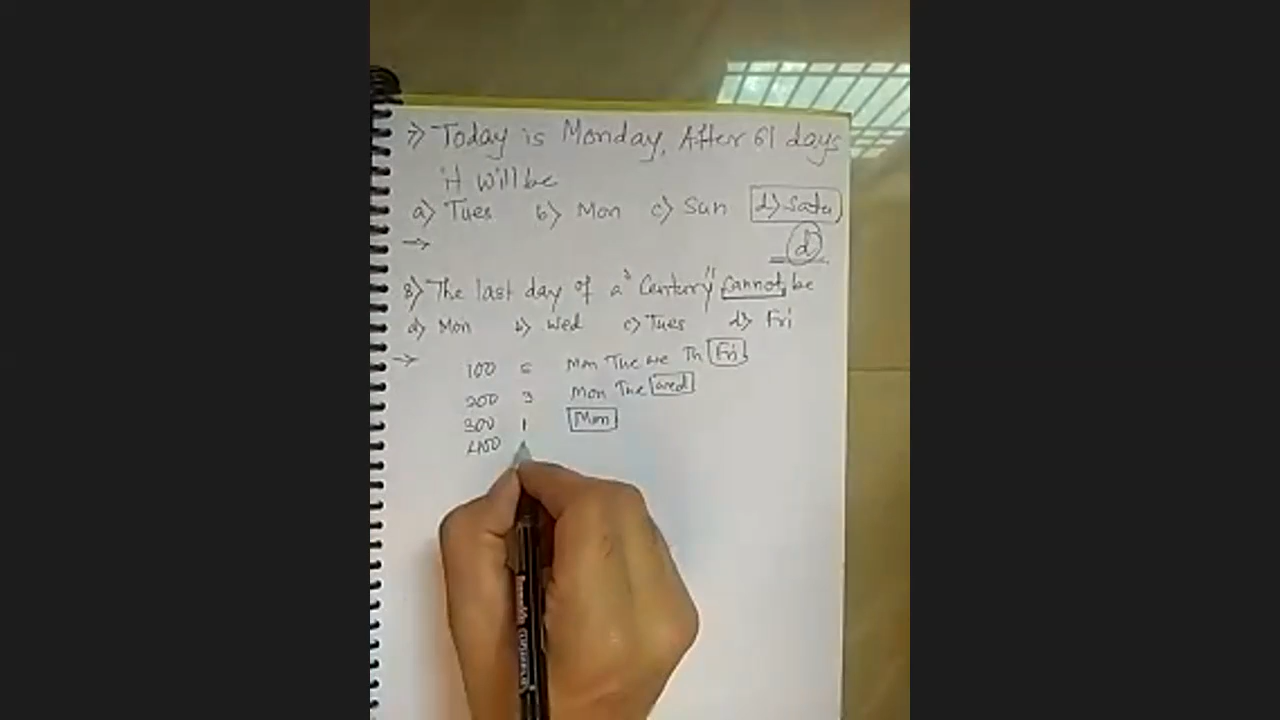 7) Today is Monday, After 61 days
it will be
a) Tues b) Mon c) Sun d) Satu
→ d
8) The last day of a "Century" cannot be
a) Mon b) Wed c) Tues d) Fri
→
100 5 Mon Tue we Th Fri
200 3 Mon Tue wed
300 1 Mon
400